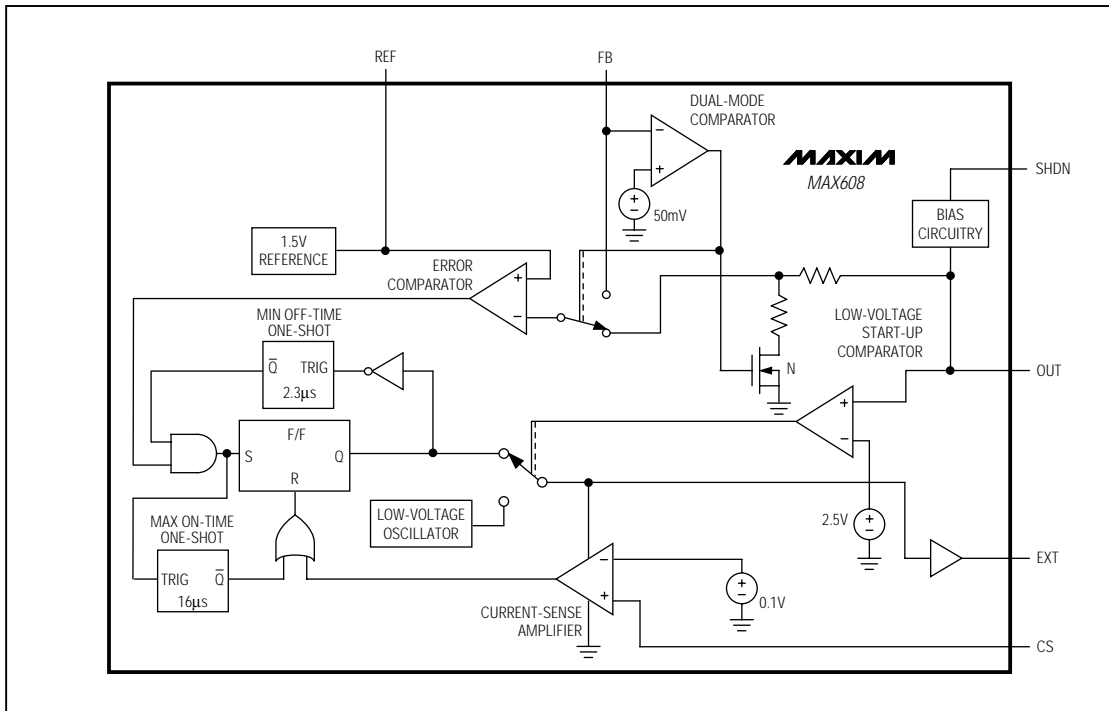 REF
FB
DUAL-MODE
COMPARATOR
MAXIM
MAX608
SHDN
−
+
+
−
50mV
BIAS
CIRCUITRY
1.5V
REFERENCE
ERROR
COMPARATOR
+
−
MIN OFF-TIME
ONE-SHOT
LOW-VOLTAGE
START-UP
COMPARATOR
Q̅ TRIG
2.3µs
N
OUT
+
−
F/F
S Q
R
LOW-VOLTAGE
OSCILLATOR
2.5V
+
−
MAX ON-TIME
ONE-SHOT
TRIG Q̅
16µs
−
+
EXT
+
−
0.1V
CURRENT-SENSE
AMPLIFIER
CS